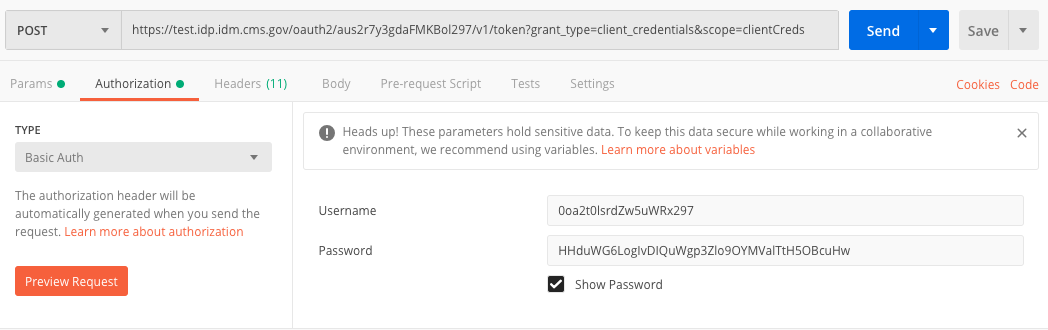 POST
https://test.idp.idm.cms.gov/oauth2/aus2r7y3gdaFMKBol297/v1/token?grant_type=client_credentials&scope=clientCreds
Send
Save
Params
Authorization
Headers (11)
Body
Pre-request Script
Tests
Settings
Cookies
Code
TYPE
Basic Auth
The authorization header will be
automatically generated when you send the
request. Learn more about authorization
Preview Request
Heads up! These parameters hold sensitive data. To keep this data secure while working in a collaborative
environment, we recommend using variables. Learn more about variables
Username
0oa2t0lsrdZw5uWRx297
Password
HHduWG6LogIvDIQuWgp3Zlo9OYMValTtH5OBcuHw
Show Password